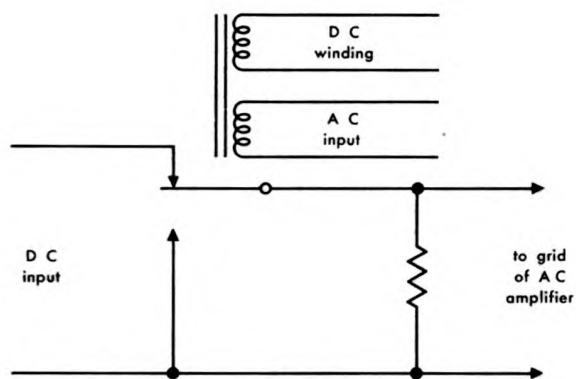 D C
winding
A C
input
D C
input
to grid
of A C
amplifier